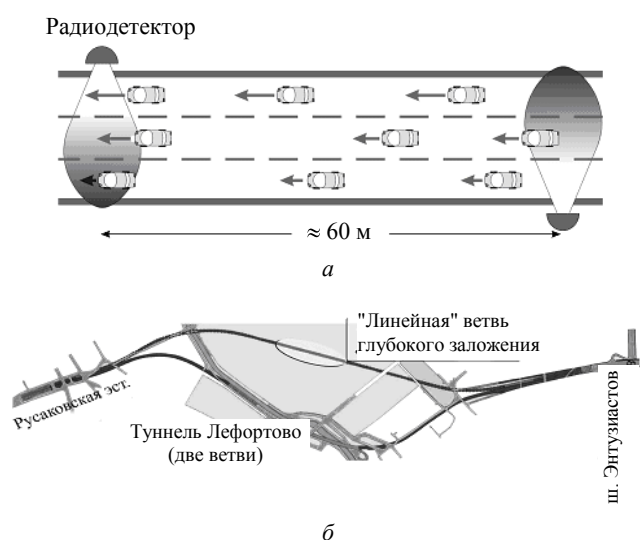 Радиодетектор
≈ 60 м
а
"Линейная" ветвь
глубокого заложения
Русаковская эст.
Туннель Лефортово
(две ветви)
ш. Энтузиастов
б